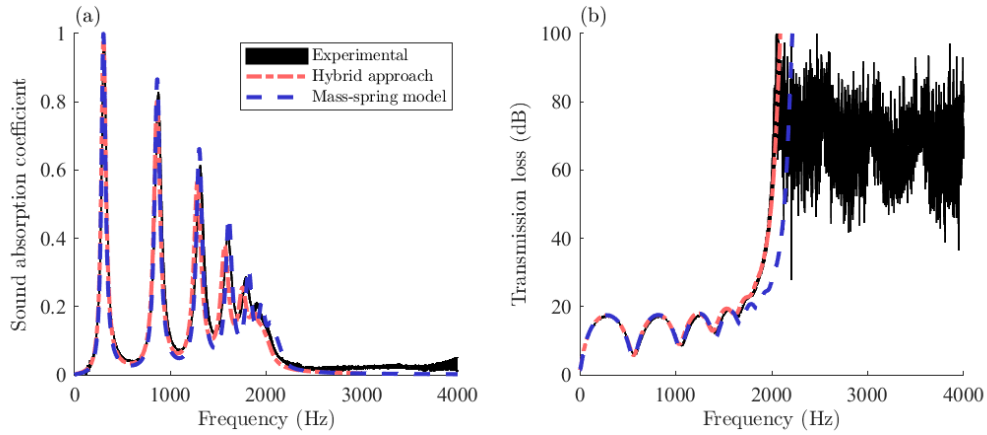 (a)
Sound absorption coefficient
1
0.8
0.6
0.4
0.2
0
0
1000
2000
3000
4000
Frequency (Hz)
Experimental
Hybrid approach
Mass-spring model
(b)
Transmission loss (dB)
100
80
60
40
20
0
0
1000
2000
3000
4000
Frequency (Hz)